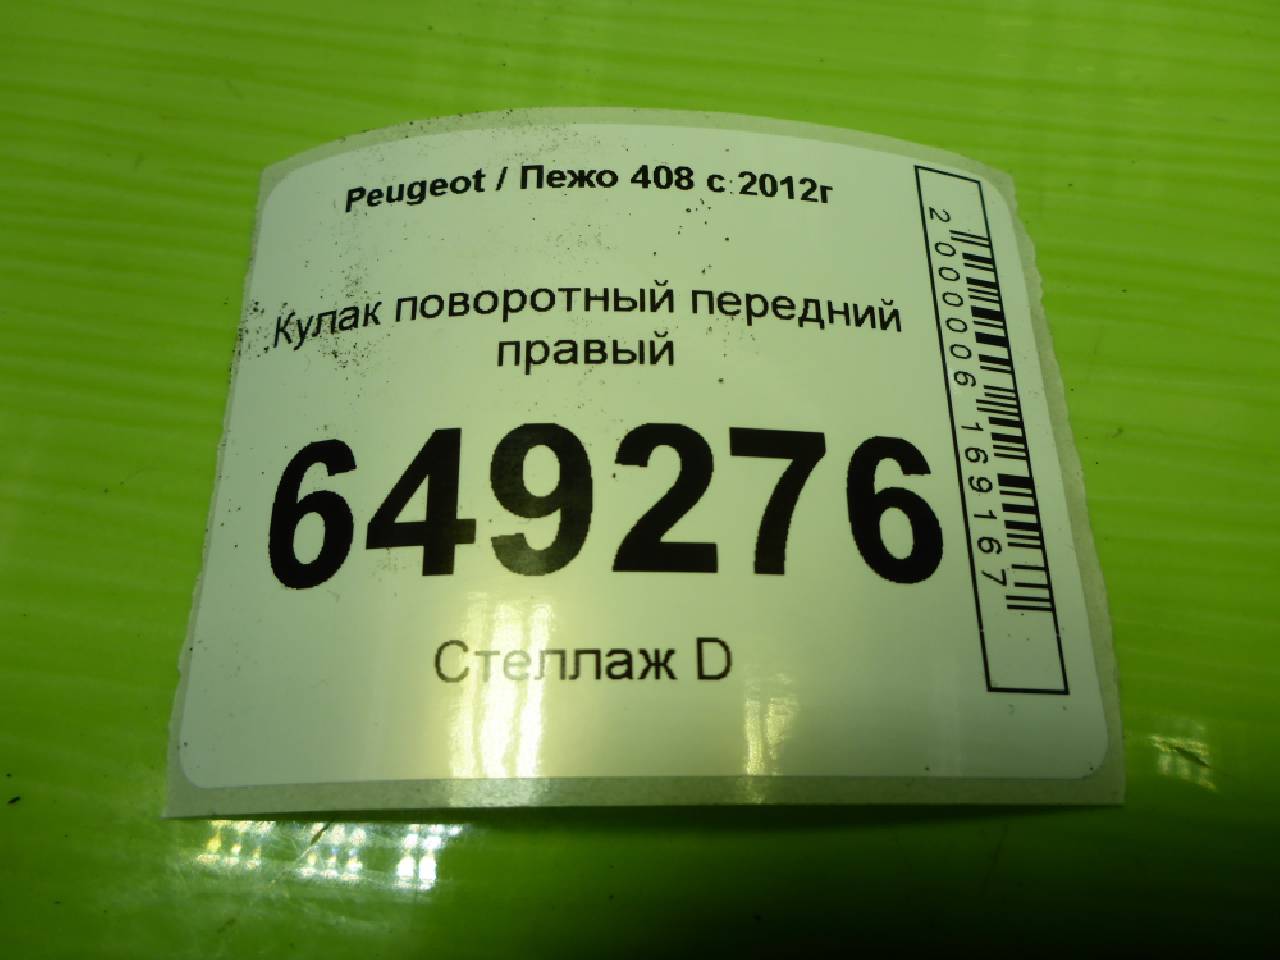 Peugeot / Пежо 408 с 2012г
Кулак поворотный передний
правый
649276
Стеллаж D
2000006169167